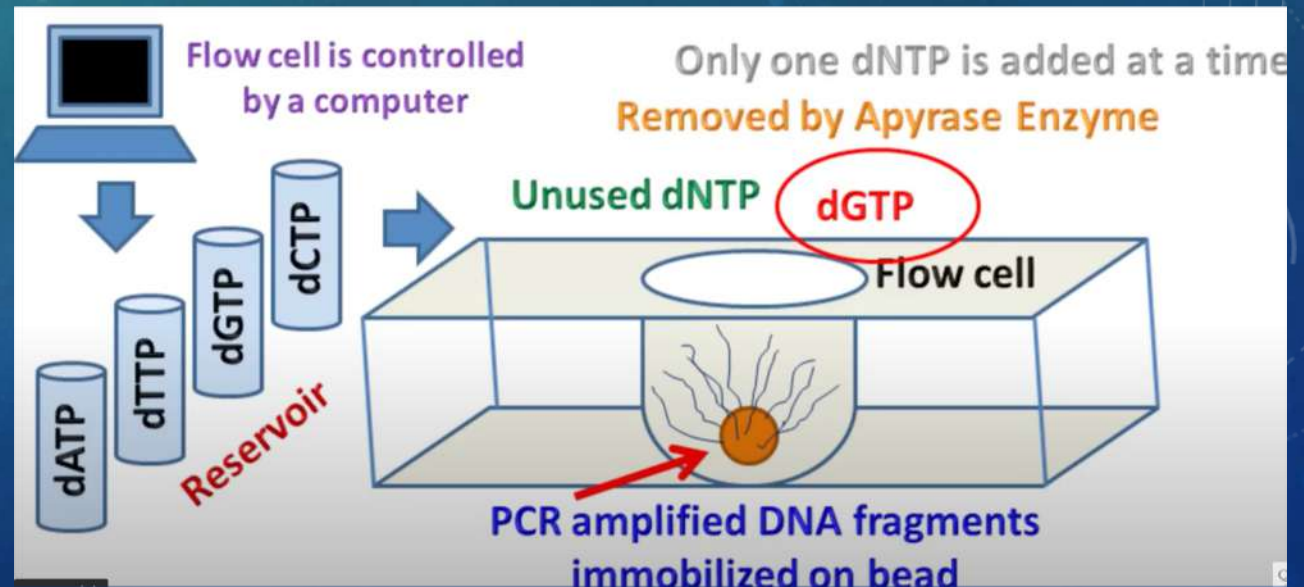 Flow cell is controlled
by a computer
Only one dNTP is added at a time
Removed by Apyrase Enzyme
Unused dNTP
dGTP
Flow cell
dCTP
dGTP
dTTP
dATP
Reservoir
PCR amplified DNA fragments
immobilized on bead